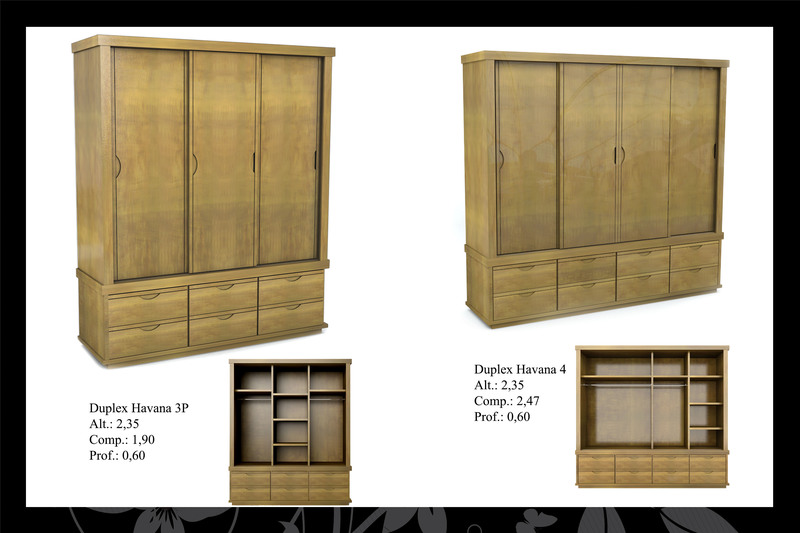 Duplex Havana 3P
Alt.: 2,35
Comp.: 1,90
Prof.: 0,60
Duplex Havana 4
Alt.: 2,35
Comp.: 2,47
Prof.: 0,60